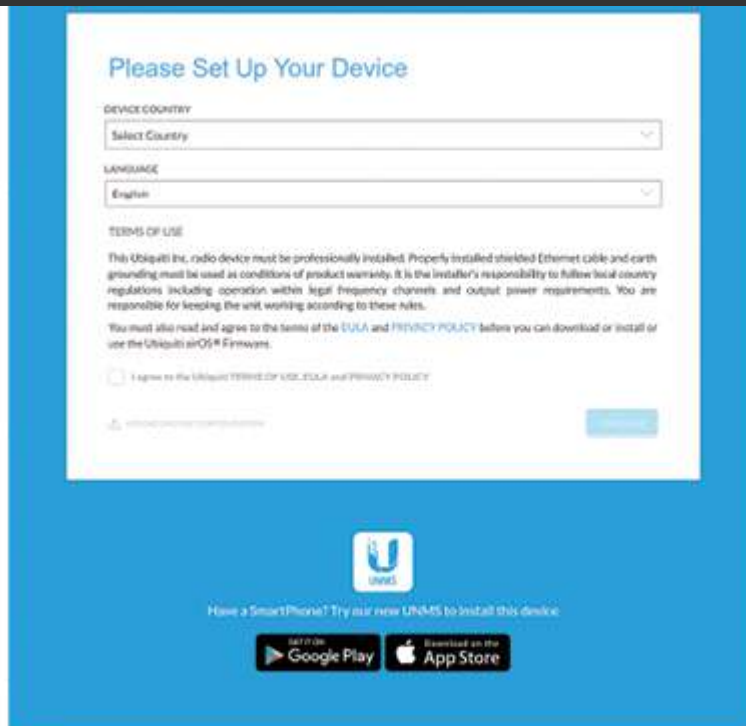 Please Set Up Your Device
DEVICE COUNTRY
Select Country
LANGUAGE
English
TERMS OF USE
This Ubiquiti Inc. radio device must be professionally installed. Properly installed shielded Ethernet cable and earth
grounding must be used as conditions of product warranty. It is the installer's responsibility to follow local country
regulations including operation within legal frequency channels and output power requirements. You are
responsible for keeping the unit working according to these rules.
You must also read and agree to the terms of the EULA and PRIVACY POLICY before you can download or install or
use the Ubiquiti airOS® Firmware.
I agree to the Ubiquiti TERMS OF USE, EULA and PRIVACY POLICY
U
UNMS
Have a SmartPhone? Try our new UNMS to install this device
GET IT ON
Google Play
Download on the
App Store